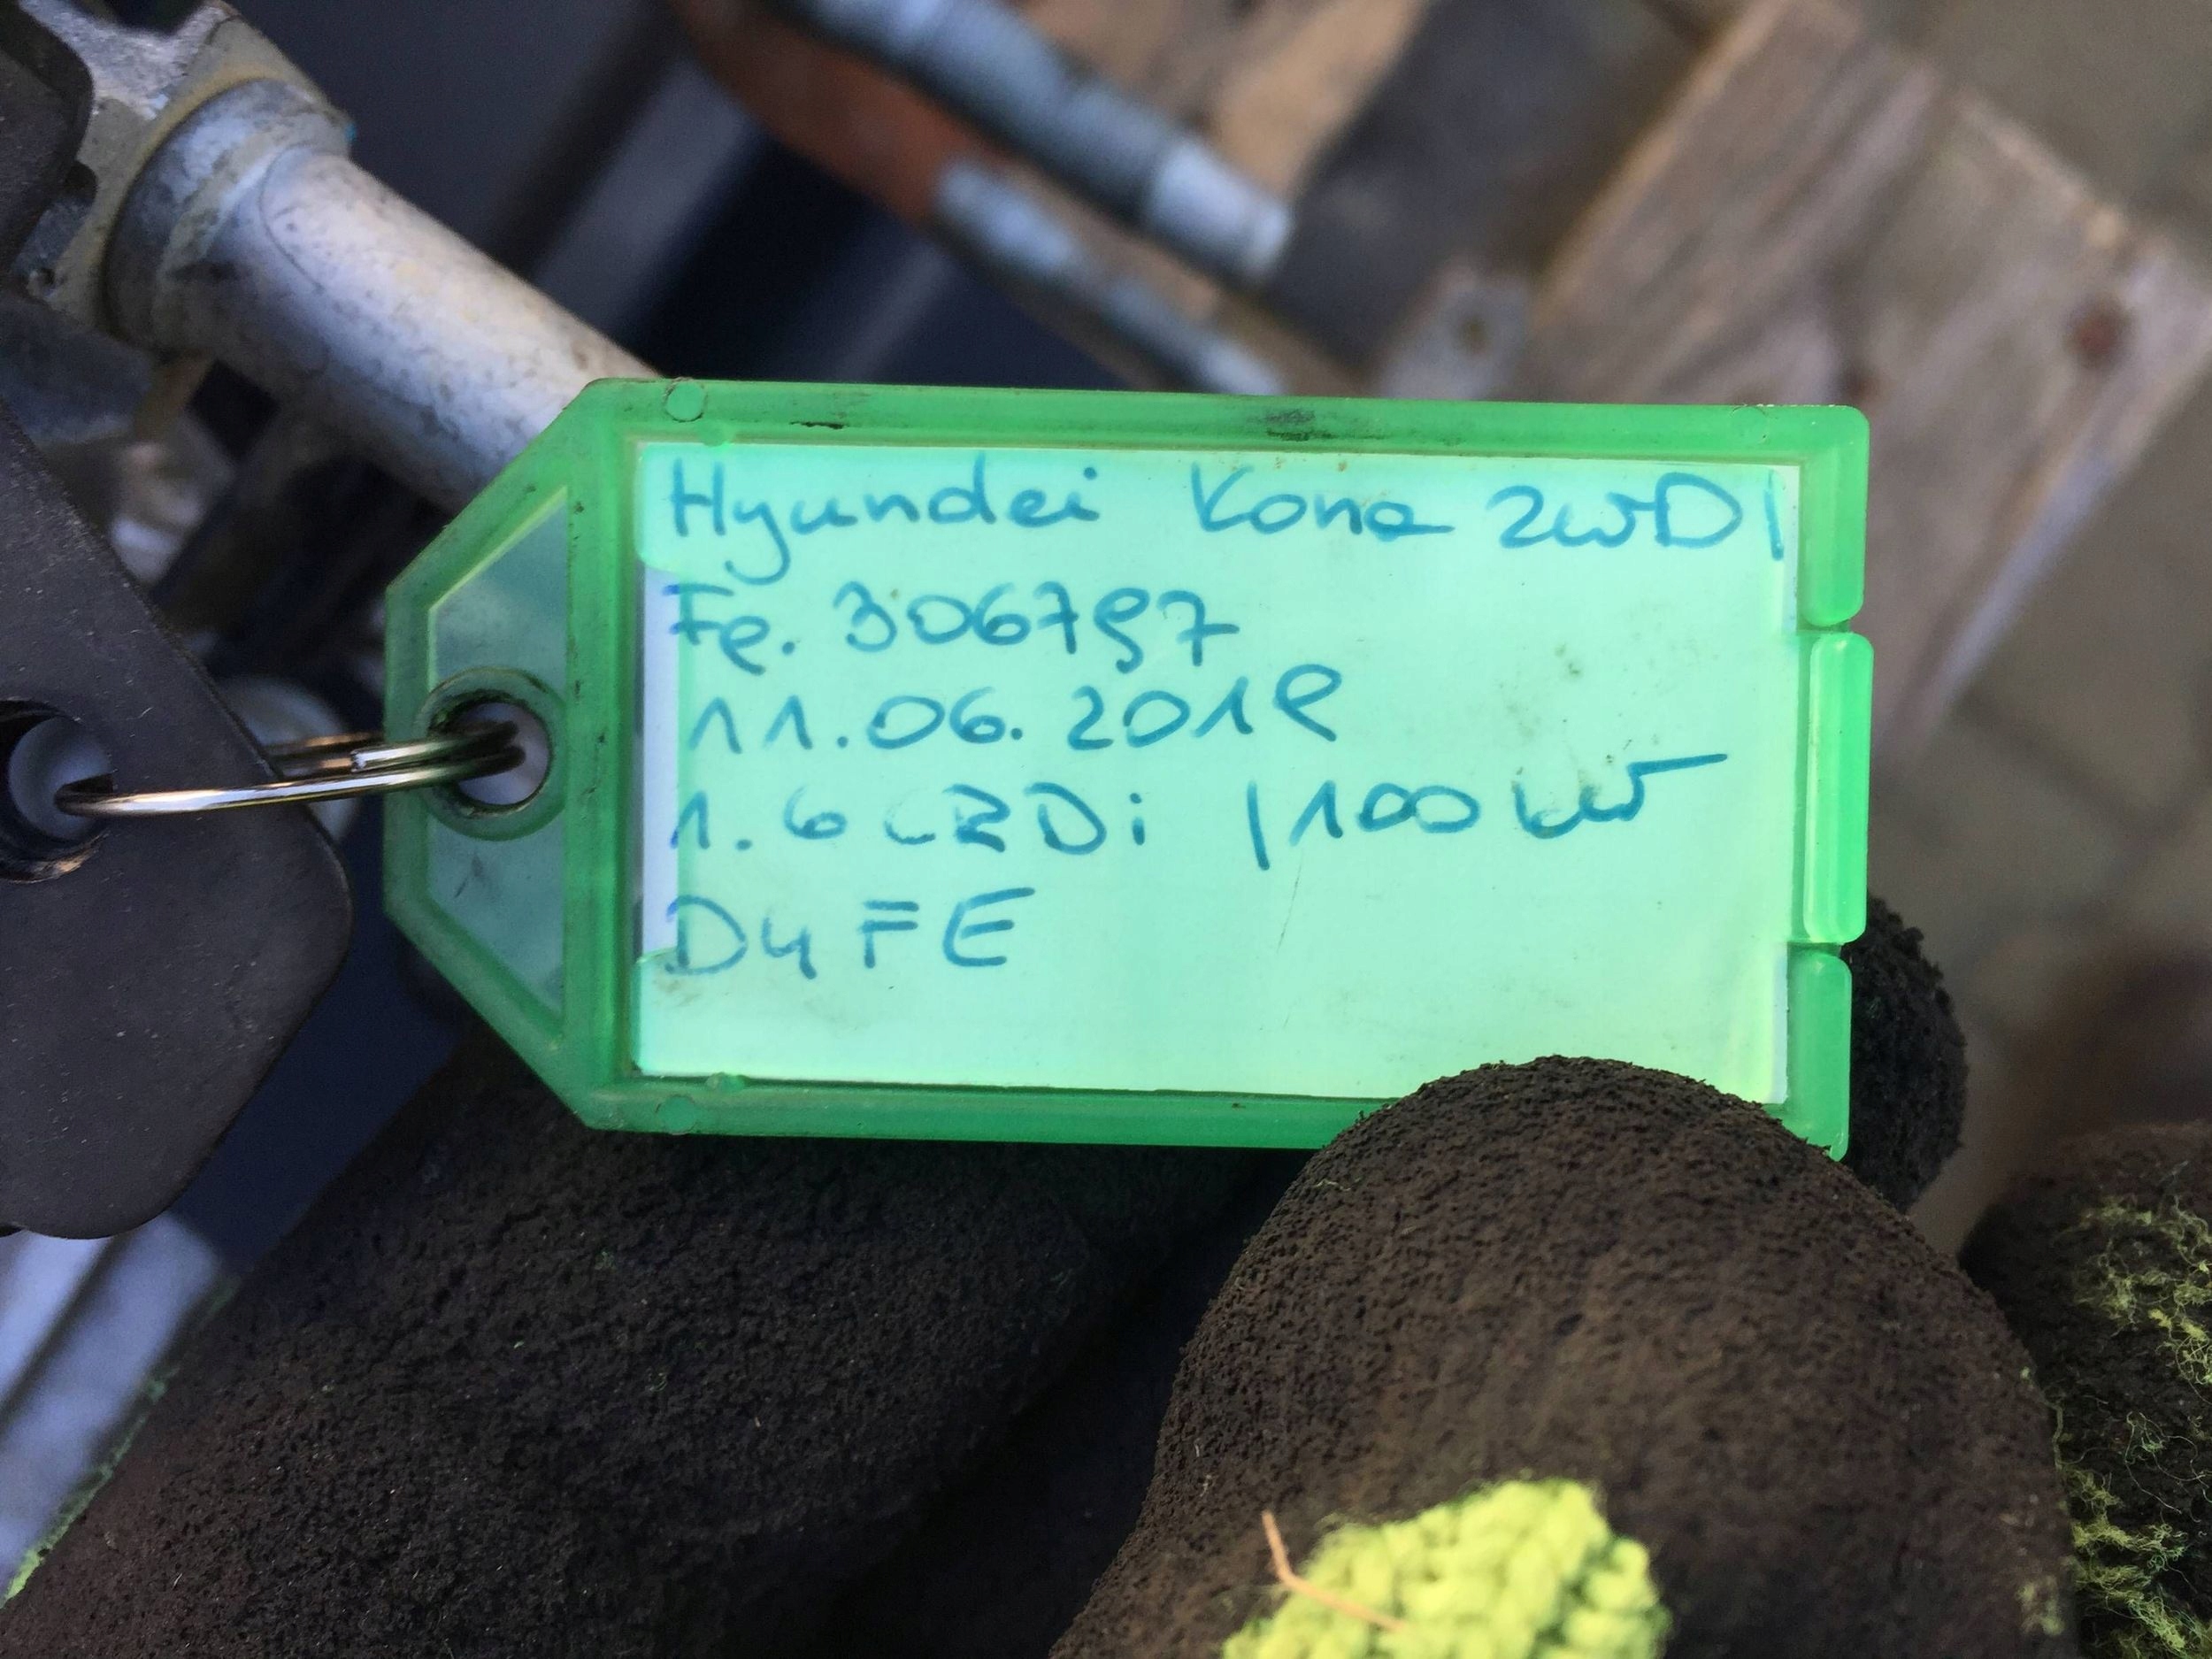 Hyundai Kona 2WD |
Fe. 306797
11.06.2018
1.6 CRDi | 100 kW
D4FE